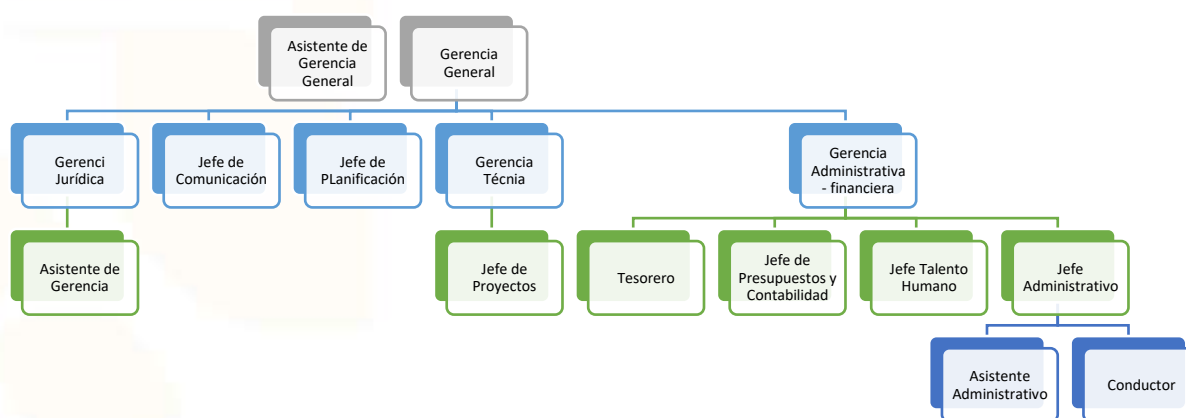 Asistente de
Gerencia
General
Gerencia
General
Gerenci
Jurídica
Jefe de
Comunicación
Jefe de
PLanificación
Gerencia
Técnia
Gerencia
Administrativa
- financiera
Asistente de
Gerencia
Jefe de
Proyectos
Tesorero
Jefe de
Presupuestos y
Contabilidad
Jefe Talento
Humano
Jefe
Administrativo
Asistente
Administrativo
Conductor